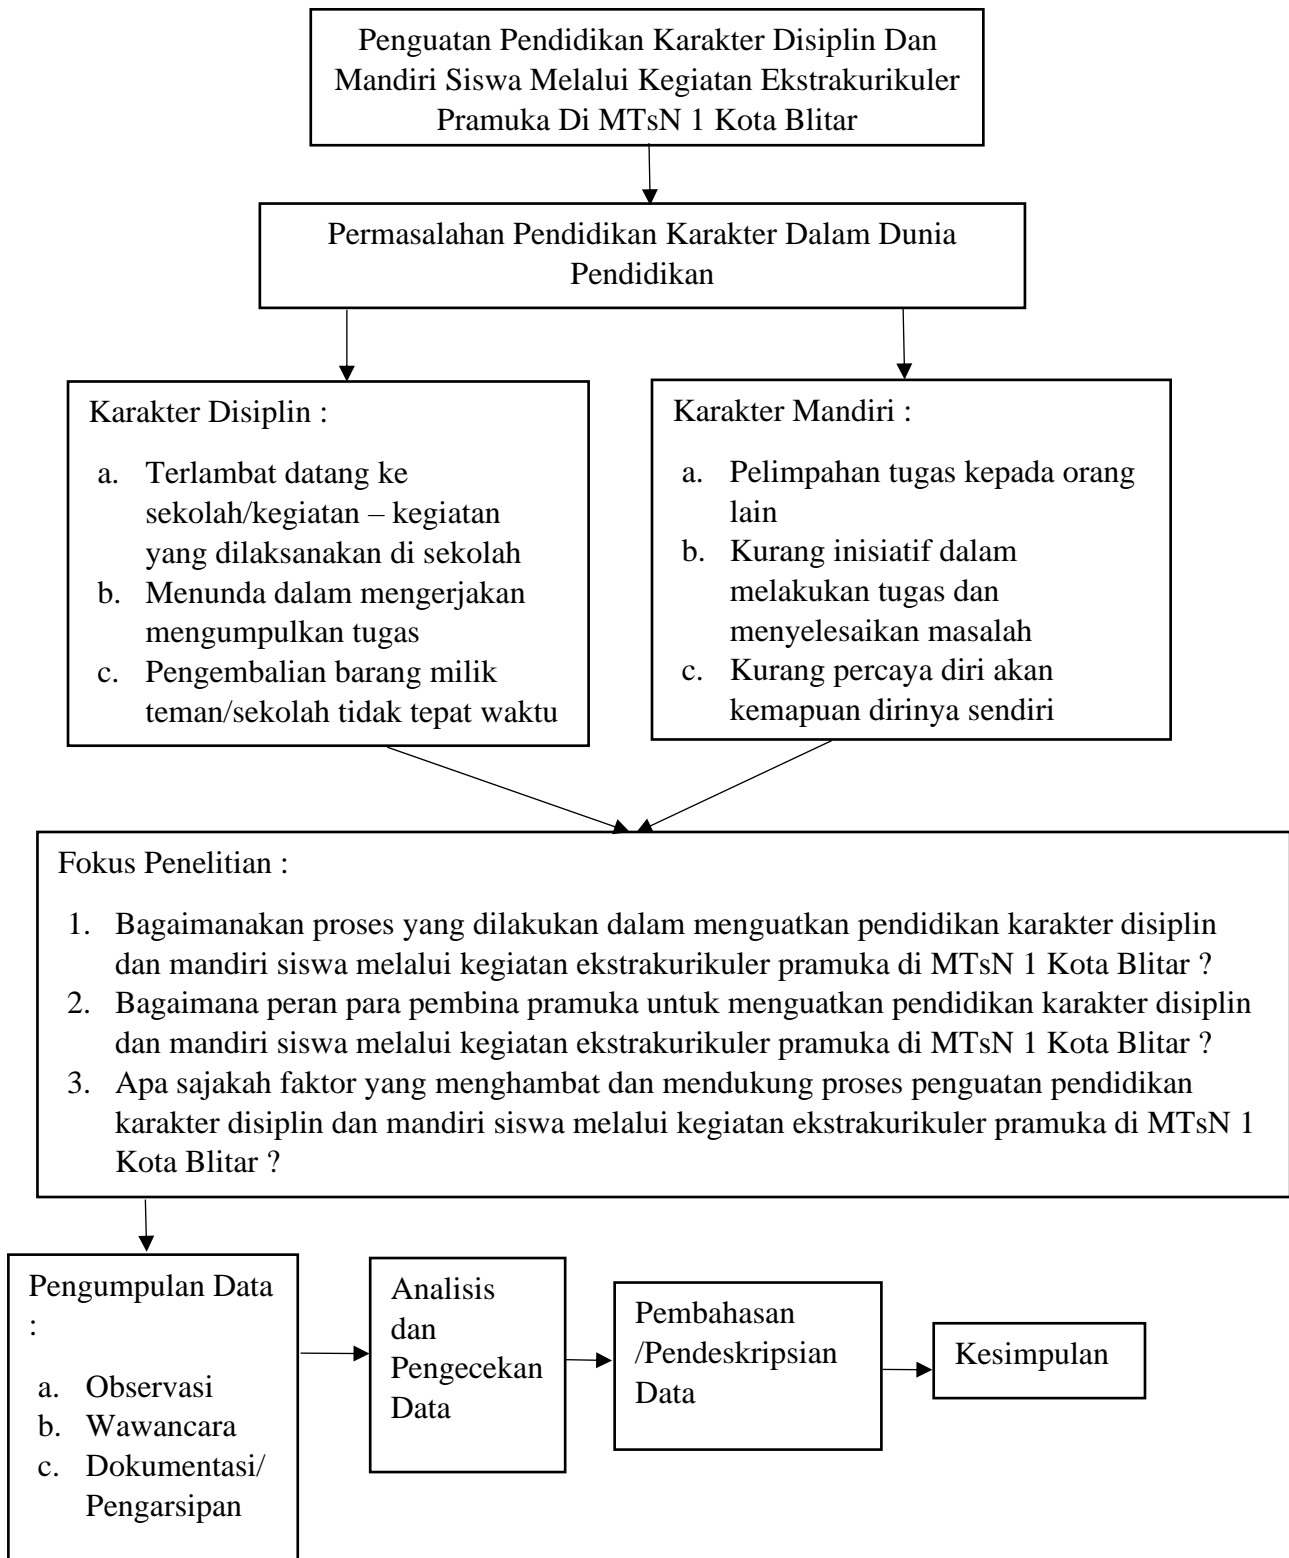 Penguatan Pendidikan Karakter Disiplin Dan
Mandiri Siswa Melalui Kegiatan Ekstrakurikuler
Pramuka Di MTsN 1 Kota Blitar
Permasalahan Pendidikan Karakter Dalam Dunia
Pendidikan
Karakter Disiplin :
a. Terlambat datang ke
sekolah/kegiatan – kegiatan
yang dilaksanakan di sekolah
b. Menunda dalam mengerjakan
mengumpulkan tugas
c. Pengembalian barang milik
teman/sekolah tidak tepat waktu
Karakter Mandiri :
a. Pelimpahan tugas kepada orang
lain
b. Kurang inisiatif dalam
melakukan tugas dan
menyelesaikan masalah
c. Kurang percaya diri akan
kemapuan dirinya sendiri
Fokus Penelitian :
1. Bagaimanakan proses yang dilakukan dalam menguatkan pendidikan karakter disiplin
dan mandiri siswa melalui kegiatan ekstrakurikuler pramuka di MTsN 1 Kota Blitar ?
2. Bagaimana peran para pembina pramuka untuk menguatkan pendidikan karakter disiplin
dan mandiri siswa melalui kegiatan ekstrakurikuler pramuka di MTsN 1 Kota Blitar ?
3. Apa sajakah faktor yang menghambat dan mendukung proses penguatan pendidikan
karakter disiplin dan mandiri siswa melalui kegiatan ekstrakurikuler pramuka di MTsN 1
Kota Blitar ?
Pengumpulan Data
:
a. Observasi
b. Wawancara
c. Dokumentasi/
Pengarsipan
Analisis
dan
Pengecekan
Data
Pembahasan
/Pendeskripsian
Data
Kesimpulan